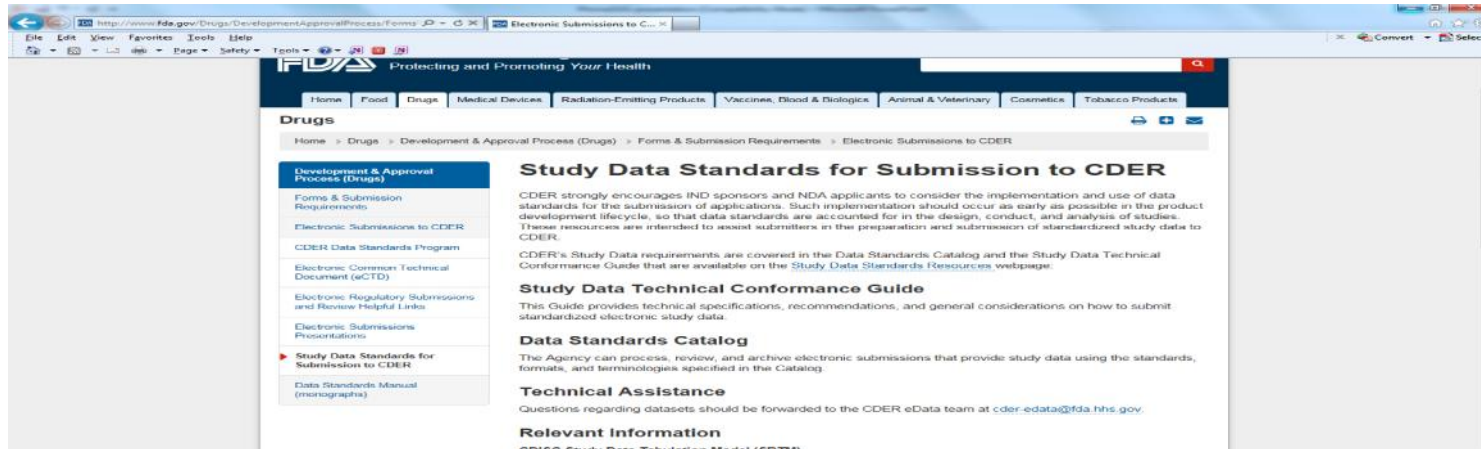 http://www.fda.gov/Drugs/DevelopmentApprovalProcess/Forms
Electronic Submissions to C...
File Edit View Favorites Tools Help
Convert Selec
Page Safety Tools
FDA Protecting and Promoting Your Health
Home Food Drugs Medical Devices Radiation-Emitting Products Vaccines, Blood & Biologics Animal & Veterinary Cosmetics Tobacco Products
Drugs
Home > Drugs > Development & Approval Process (Drugs) > Forms & Submission Requirements > Electronic Submissions to CDER
Development & Approval
Process (Drugs)
Forms & Submission
Requirements
Electronic Submissions to CDER
CDER Data Standards Program
Electronic Common Technical
Document (eCTD)
Electronic Regulatory Submissions
and Review Helpful Links
Electronic Submissions
Presentations
Study Data Standards for
Submission to CDER
Data Standards Manual
(monographs)
Study Data Standards for Submission to CDER
CDER strongly encourages IND sponsors and NDA applicants to consider the implementation and use of data
standards for the submission of applications. Such implementation should occur as early as possible in the product
development lifecycle, so that data standards are accounted for in the design, conduct, and analysis of studies.
These resources are intended to assist submitters in the preparation and submission of standardized study data to
CDER.
CDER's Study Data requirements are covered in the Data Standards Catalog and the Study Data Technical
Conformance Guide that are available on the Study Data Standards Resources webpage:
Study Data Technical Conformance Guide
This Guide provides technical specifications, recommendations, and general considerations on how to submit
standardized electronic study data.
Data Standards Catalog
The Agency can process, review, and archive electronic submissions that provide study data using the standards,
formats, and terminologies specified in the Catalog.
Technical Assistance
Questions regarding datasets should be forwarded to the CDER eData team at cder-edata@fda.hhs.gov.
Relevant Information